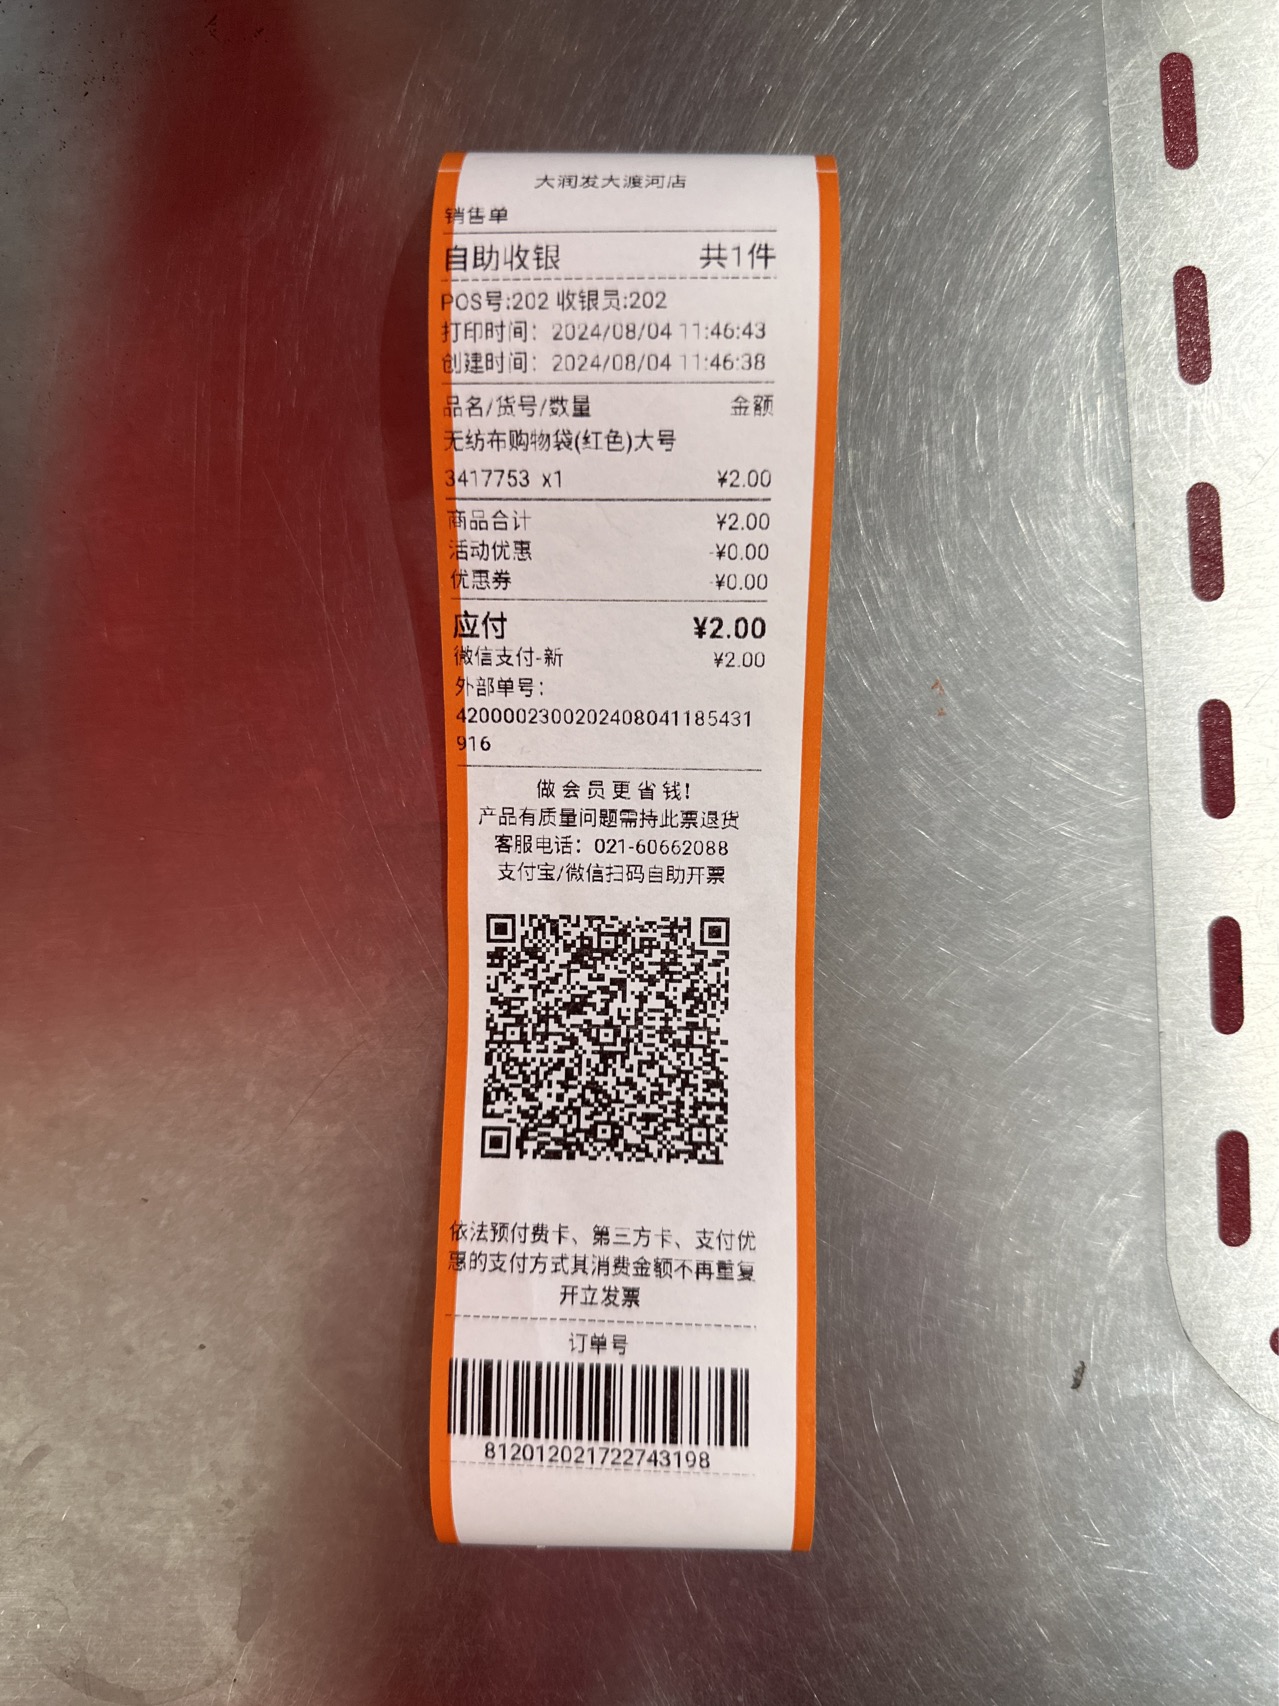 大润发大渡河店
销售单
自助收银 共1件
POS号:202 收银员:202
打印时间：2024/08/04 11:46:43
创建时间：2024/08/04 11:46:38
品名/货号/数量 金额
无纺布购物袋(红色)大号
3417753 x1 ¥2.00
商品合计 ¥2.00
活动优惠 -¥0.00
优惠券 -¥0.00
应付 ¥2.00
微信支付-新 ¥2.00
外部单号：
4200002300202408041185431
916
做会员更省钱!
产品有质量问题需持此票退货
客服电话：021-60662088
支付宝/微信扫码自助开票
依法预付费卡、第三方卡、支付优
惠的支付方式其消费金额不再重复
开立发票
订单号
812012021722743198